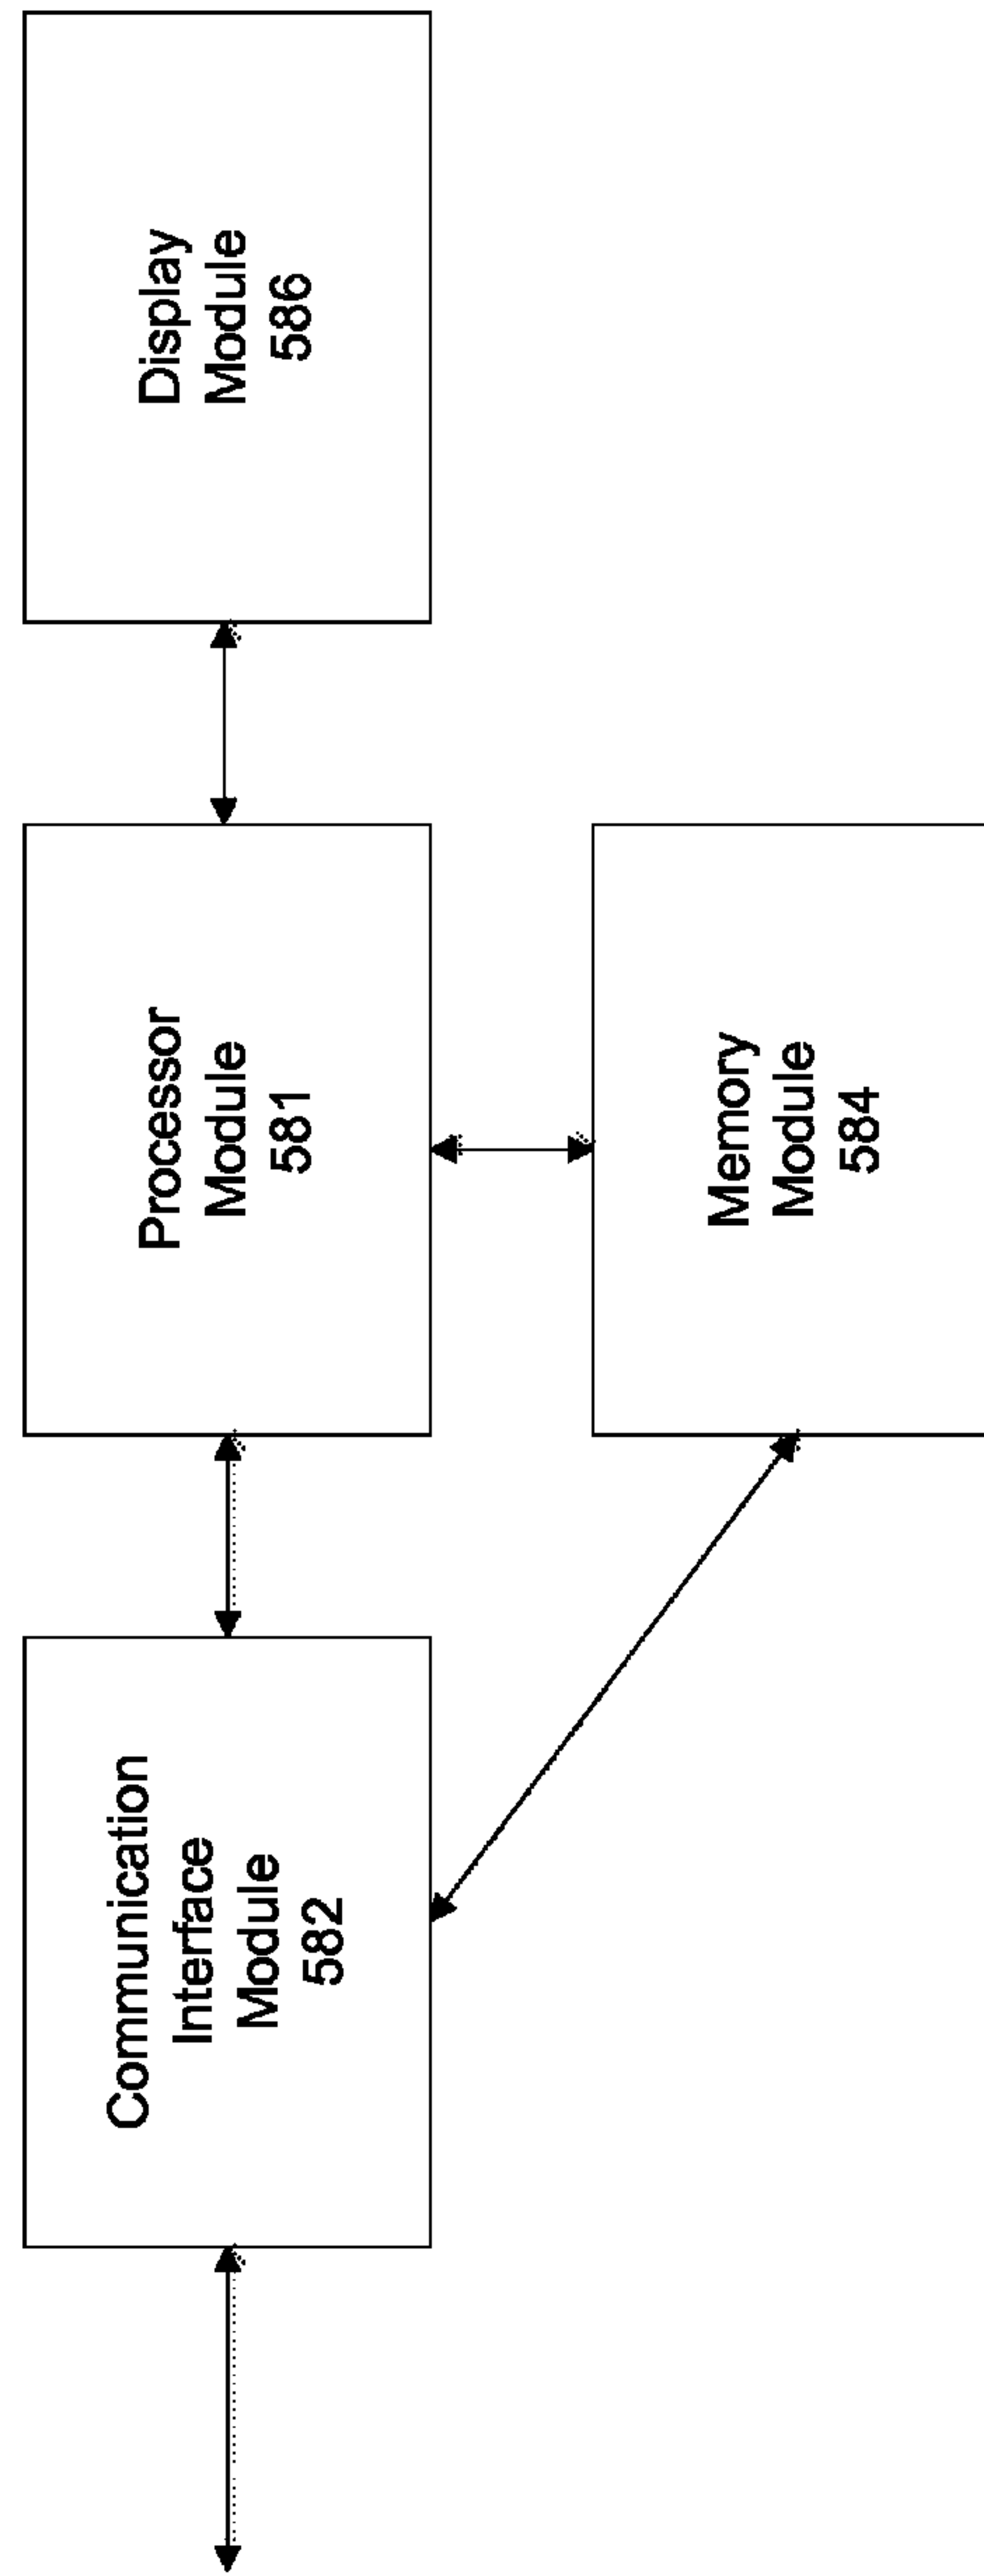 Communication
Interface
Module
582
Processor
Module
581
Display
Module
586
Memory
Module
584